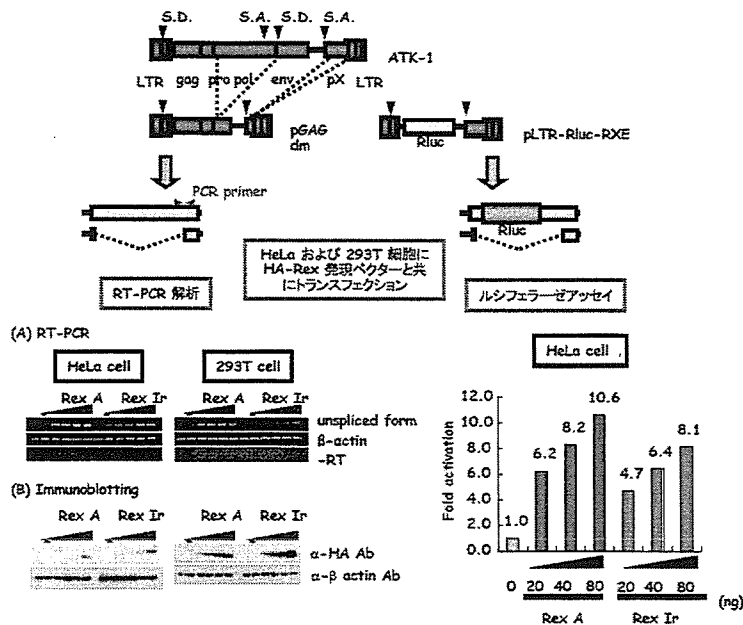 S.D. S.A. S.D. S.A.
ATK-1
LTR gag pro pol env pX LTR
pGAG
dm
Rluc
pLTR-Rluc-RXE
PCR primer
Rluc
HeLa および 293T 細胞に
HA-Rex 発現ベクターと共
にトランスフェクション
RT-PCR 解析
ルシフェラーゼアッセイ
(A) RT-PCR
HeLa cell
293T cell
Rex A Rex Ir
Rex A Rex Ir
unspliced form
β-actin
-RT
(B) Immunoblotting
Rex A Rex Ir
Rex A Rex Ir
α-HA Ab
α-β actin Ab
HeLa cell
Fold activation
12.0
10.0
8.0
6.0
4.0
2.0
0.0
1.0
6.2
8.2
10.6
4.7
6.4
8.1
0 20 40 80 20 40 80
(ng)
Rex A Rex Ir